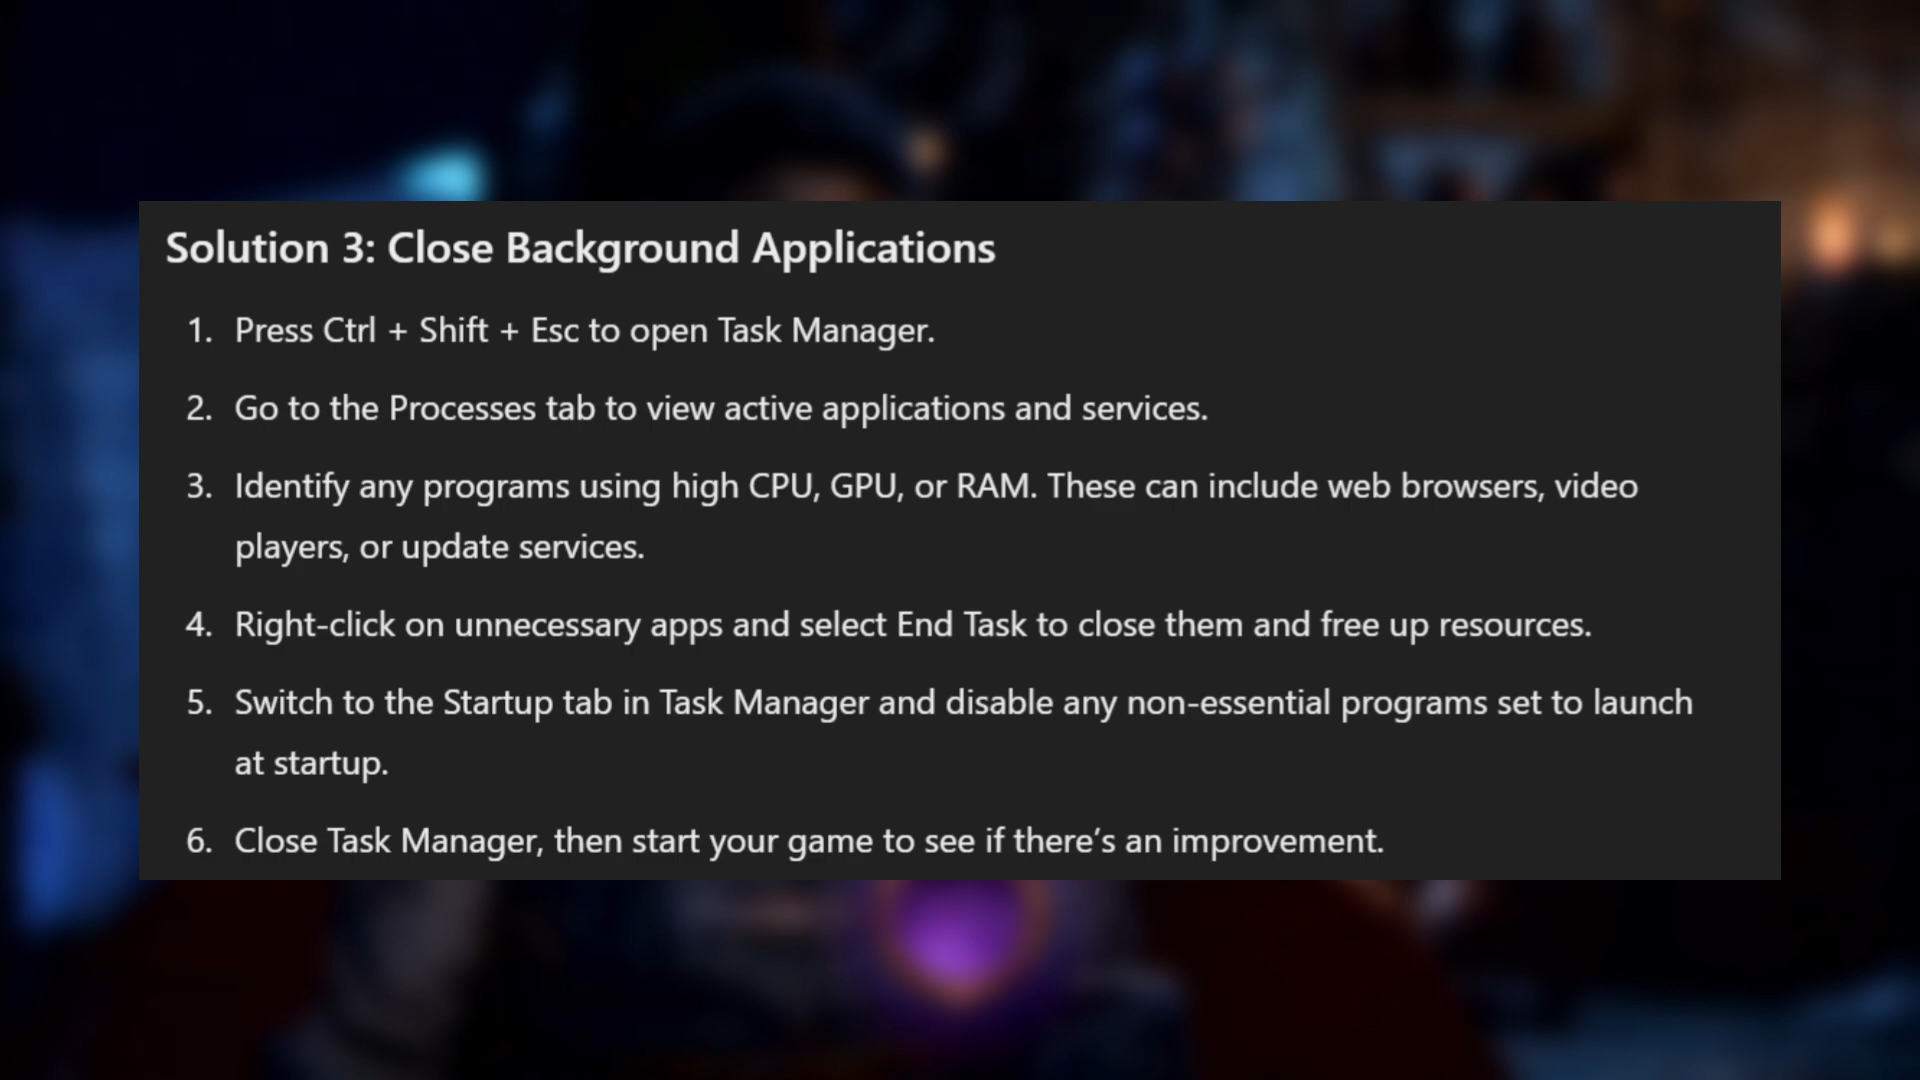 Solution 3: Close Background Applications
1. Press Ctrl + Shift + Esc to open Task Manager.
2. Go to the Processes tab to view active applications and services.
3. Identify any programs using high CPU, GPU, or RAM. These can include web browsers, video
players, or update services.
4. Right-click on unnecessary apps and select End Task to close them and free up resources.
5. Switch to the Startup tab in Task Manager and disable any non-essential programs set to launch
at startup.
6. Close Task Manager, then start your game to see if there’s an improvement.